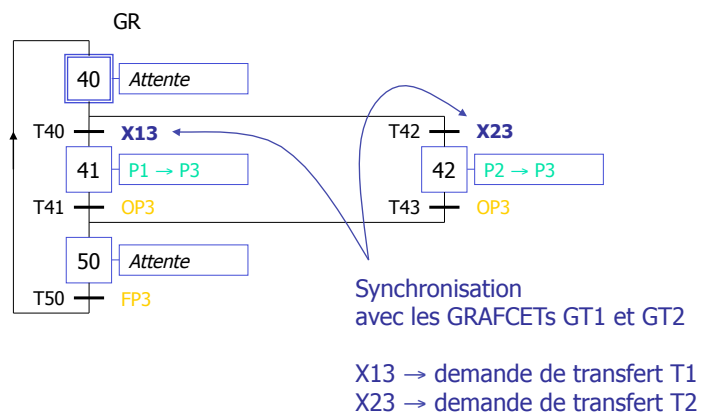 GR
40 Attente
T40 X13 T42 X23
41 P1 → P3 42 P2 → P3
T41 OP3 T43 OP3
50 Attente
T50 FP3
Synchronisation
avec les GRAFCETs GT1 et GT2
X13 → demande de transfert T1
X23 → demande de transfert T2